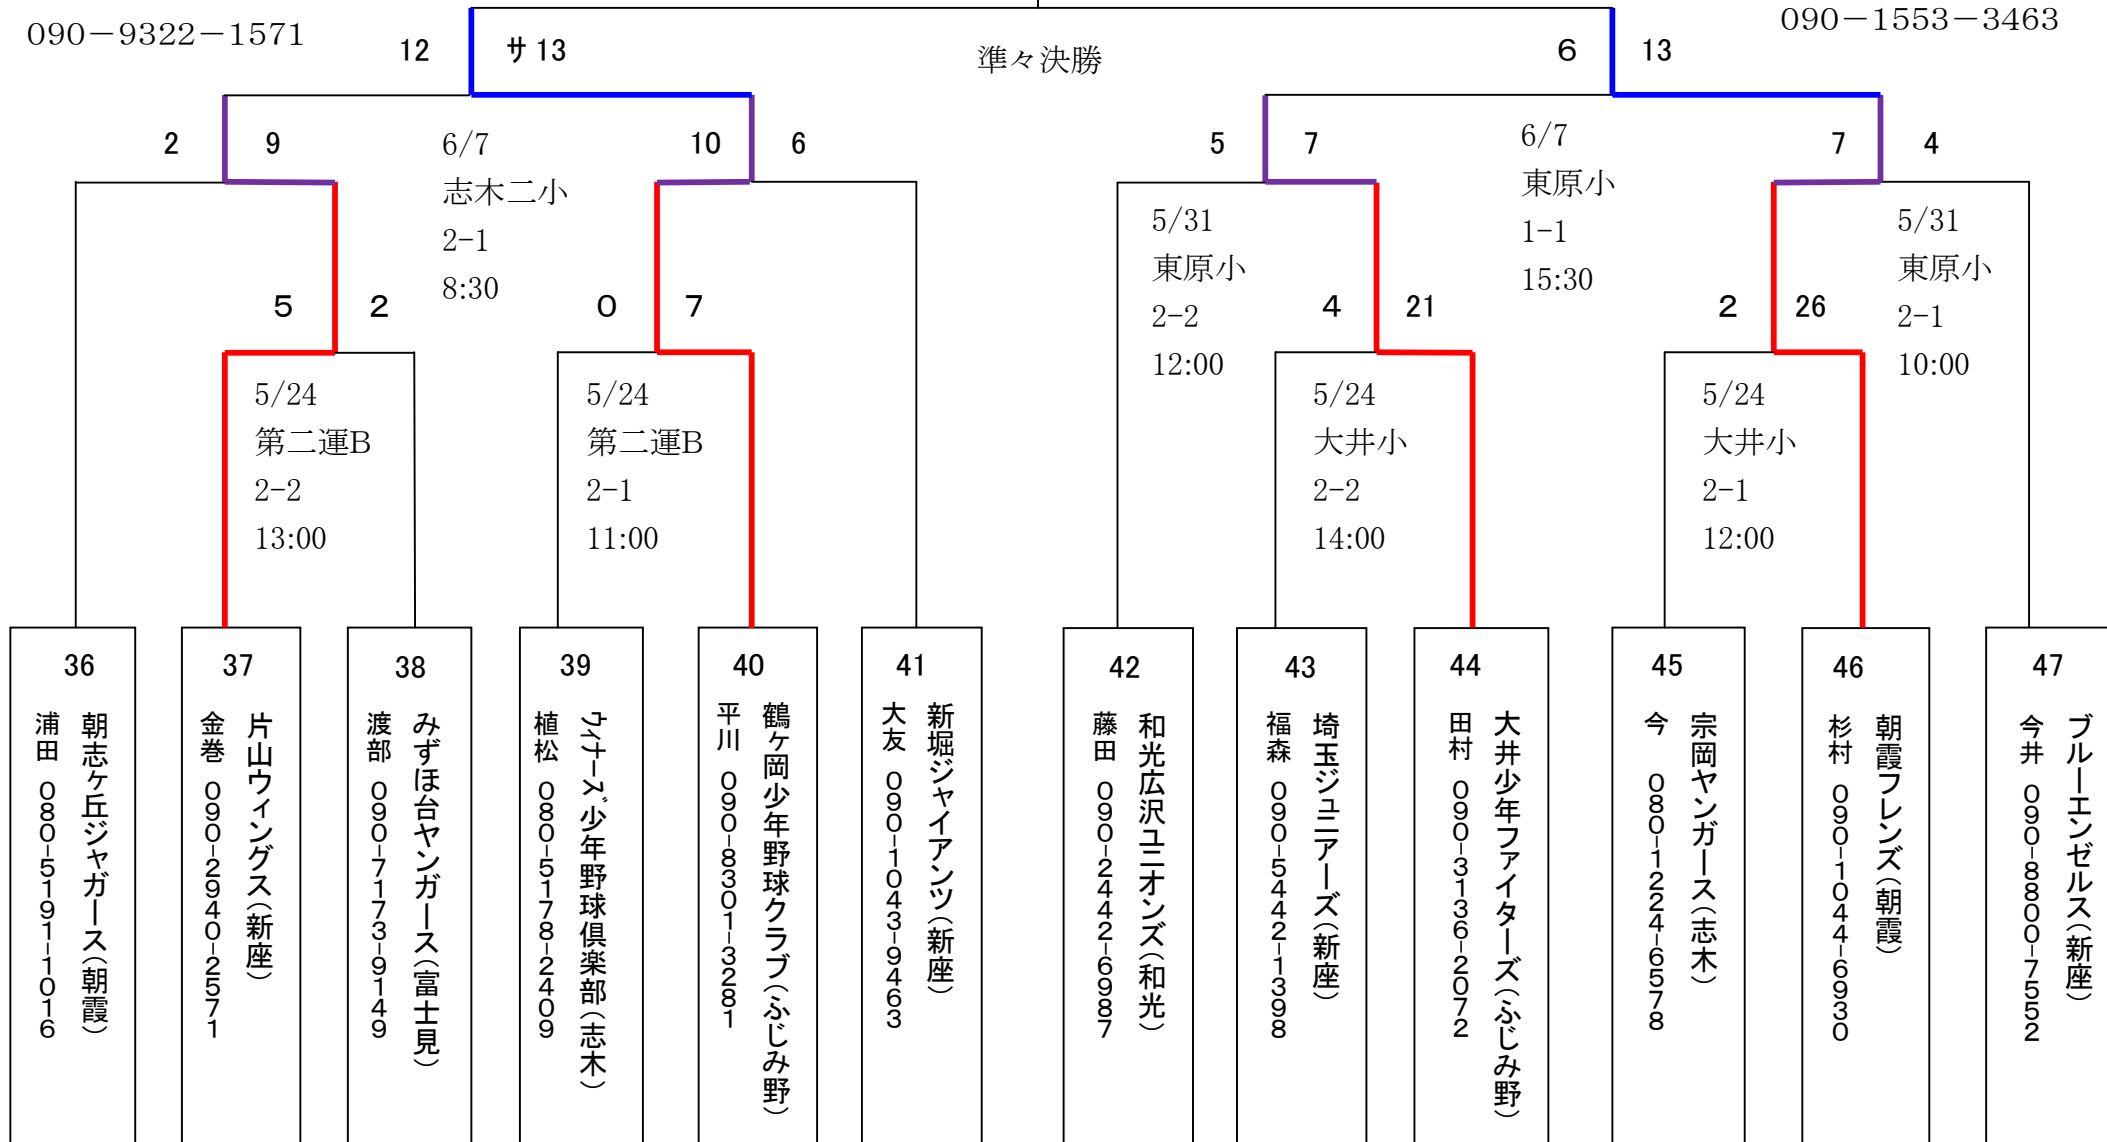 090－9322－1571
090－1553－3463
12 サ13
準々決勝
6 13
2 9
10 6
5 7
7 4
6/7
志木二小
2-1
8:30
6/7
東原小
1-1
15:30
5/31
東原小
2-2
12:00
5/31
東原小
2-1
10:00
5 2
0 7
4 21
2 26
5/24
第二運B
2-2
13:00
5/24
第二運B
2-1
11:00
5/24
大井小
2-2
14:00
5/24
大井小
2-1
12:00
36
朝志ヶ丘ジャガース（朝霞）
浦田 080-5191-1016
37
片山ウィングス（新座）
金巻 090-2940-2571
38
みずほ台ヤンガース（富士見）
渡部 090-7173-9149
39
ウィナーズ少年野球倶楽部（志木）
植松 080-5178-2409
40
鶴ヶ岡少年野球クラブ（ふじみ野）
平川 090-8301-3281
41
新堀ジャイアンツ（新座）
大友 090-1043-9463
42
和光広沢ユニオンズ（和光）
藤田 090-2442-6987
43
埼玉ジュニアーズ（新座）
福森 090-5442-1398
44
大井少年ファイターズ（ふじみ野）
田村 090-3136-2072
45
宗岡ヤンガース（志木）
今 080-1224-6578
46
朝霞フレンズ（朝霞）
杉村 090-1044-6930
47
ブルーエンゼルス（新座）
今井 090-8800-7552